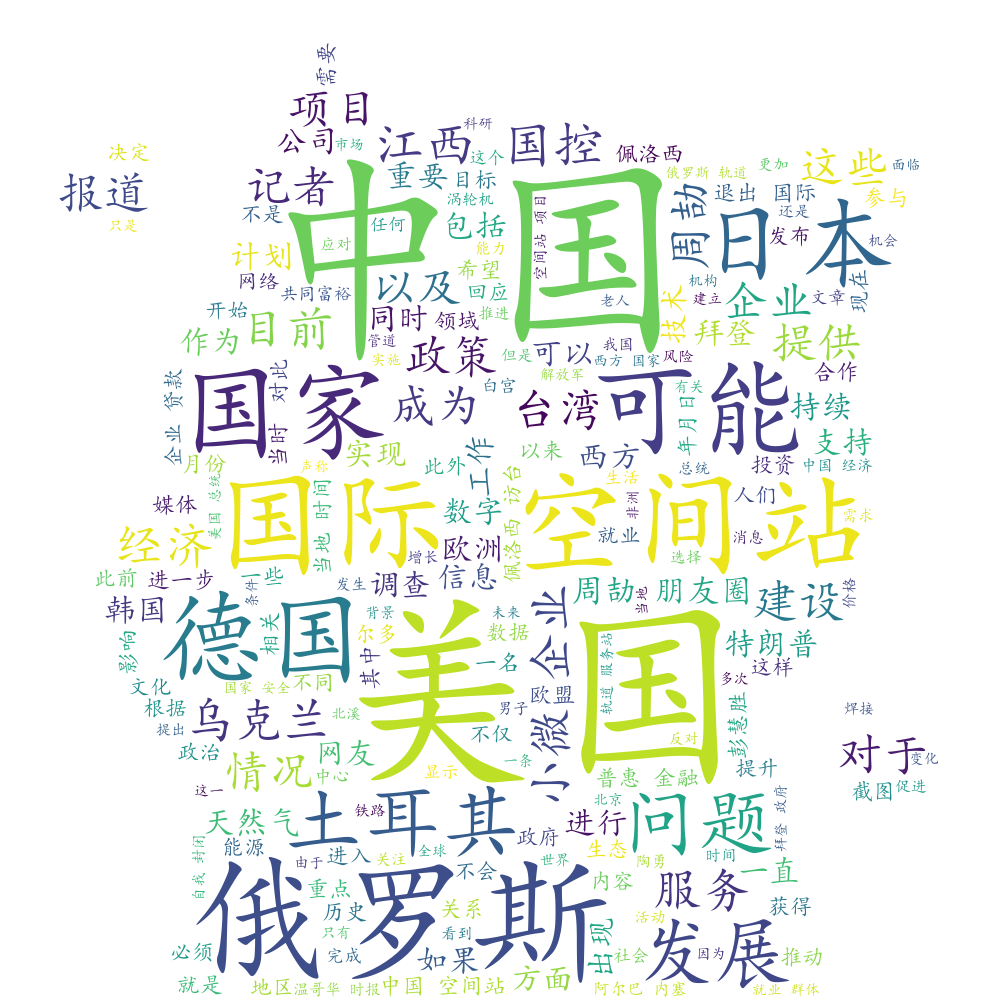 需要
项目
科研
公司
市场
江西
国控
佩洛西
决定
这个
俄罗斯 轨道
更加
这些
面临
报道
记者
重要
目标
周劼
退出
国际
参与
只是
不是
中国
任何
涡轮机
包括
空间站 项目
日本
还是
发布
机会
计划
应对
能力
希望
网络
共同富裕
以及
回应
老人
机构
建立
企业
文章
现在
开始
作为
目前
同时
领域
推进
技术
拜登
提供
管道
政策
但是
可以
我国
风险
西方 国家
合作
实施
对此
白宫
解放军
有关
企业 贷款
国家
成为
台湾
可能
年月日
持续
当时
支持
月份
声称
实现
此外
工作
以来
西方
总统
投资
中国 经济
生活
媒体
美国 总统
国际
空间站
人们
当地 时间
数字
佩洛西 访台
非洲
就业
需求
经济
欧洲
消息
增长
选择
此前
进一步
一些
条件
发生
调查
信息
周劼
朋友圈
建设
价格
韩国
德国
背景
美国
未来
企业
当地
影响
相关
尔多
数据
轨道 服务站
特朗普
其中
一名
这样
文化
国家 安全
不同
欧盟
多次
根据
北溪
男子
小微
彭慧胜
焊接
提出
乌克兰
不仅
反对
政治
网友
对于
变化
情况
中心
显示
一条
普惠 金融
提升
这一
截图
促进
天然气
土耳其
铁路
北京
问题
拜登 政府
政府
进行
能源
由于
进入
关注
全球
世界
生态
陶勇
时间
自我 封闭
不会
一直
重点
俄罗斯
内容
服务
获得
历史
关系
活动
只有
看到
出现
必须
完成
如果
社会
发展
因为
推动
就是
地区
温哥华 时报
中国 空间站
方面
阿尔巴 内塞
就业 群体